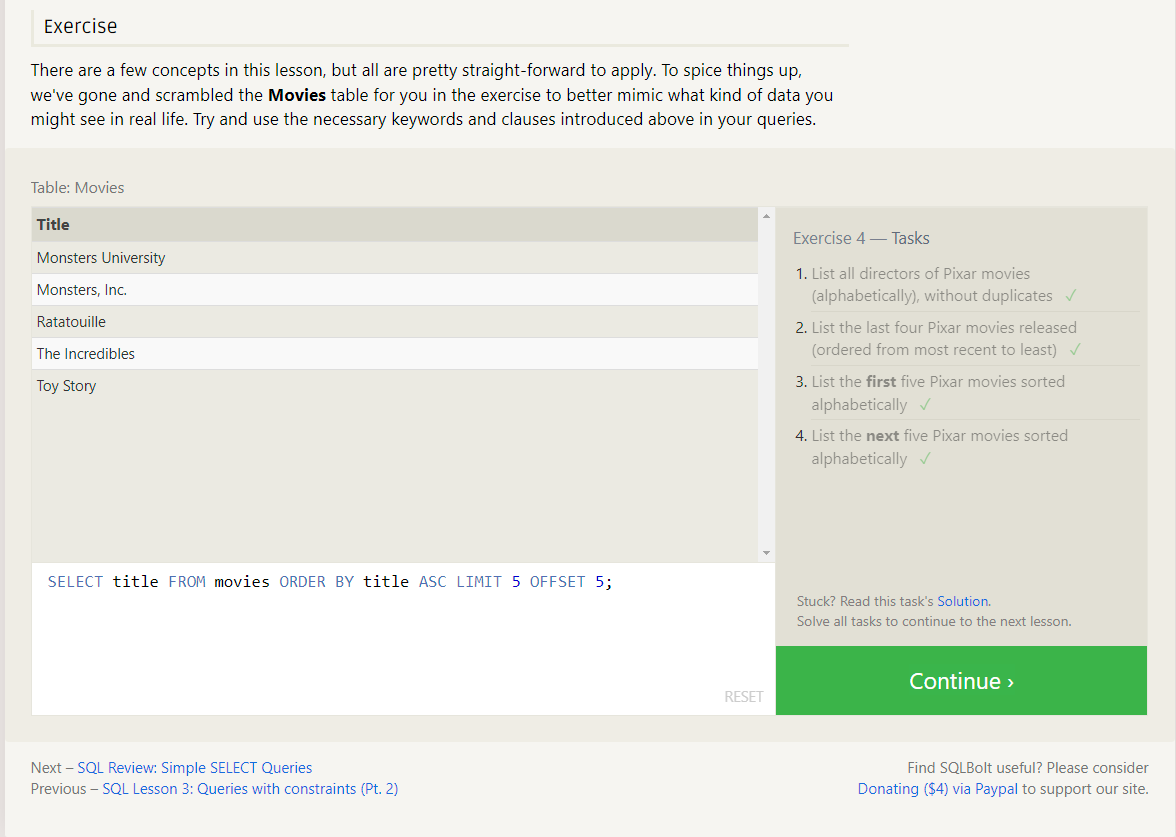 Exercise
There are a few concepts in this lesson, but all are pretty straight-forward to apply. To spice things up,
we've gone and scrambled the Movies table for you in the exercise to better mimic what kind of data you
might see in real life. Try and use the necessary keywords and clauses introduced above in your queries.
Table: Movies
Title
Monsters University
Monsters, Inc.
Ratatouille
The Incredibles
Toy Story
SELECT title FROM movies ORDER BY title ASC LIMIT 5 OFFSET 5;
RESET
Exercise 4 — Tasks
1. List all directors of Pixar movies
(alphabetically), without duplicates ✓
2. List the last four Pixar movies released
(ordered from most recent to least) ✓
3. List the first five Pixar movies sorted
alphabetically ✓
4. List the next five Pixar movies sorted
alphabetically ✓
Stuck? Read this task's Solution.
Solve all tasks to continue to the next lesson.
Continue ›
Next – SQL Review: Simple SELECT Queries
Previous – SQL Lesson 3: Queries with constraints (Pt. 2)
Find SQLBolt useful? Please consider
Donating ($4) via Paypal to support our site.